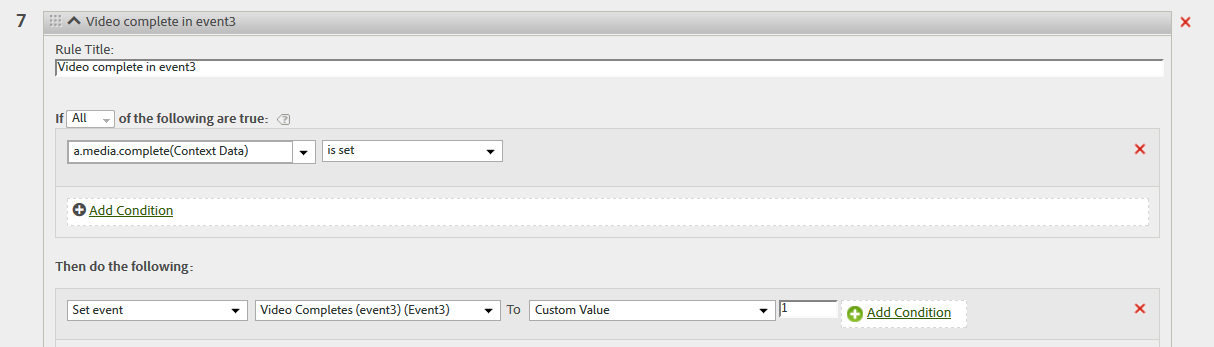 7 Video complete in event3
Rule Title:
Video complete in event3
If All of the following are true: ?
a.media.complete(Context Data) is set
Add Condition
Then do the following:
Set event Video Completes (event3) (Event3) To Custom Value 1 Add Condition